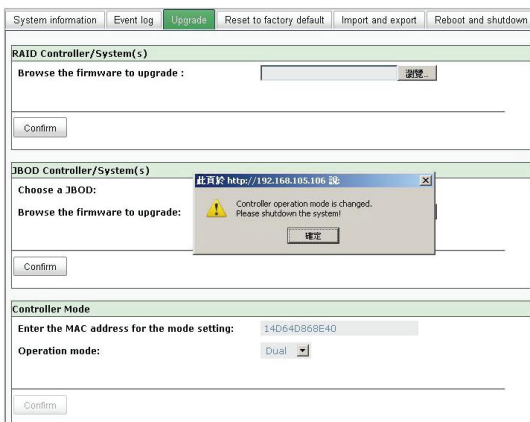 System information Event log Upgrade Reset to factory default Import and export Reboot and shutdown
RAID Controller/System(s)
Browse the firmware to upgrade :
瀏覽...
Confirm
JBOD Controller/System(s)
此頁於 http://192.168.105.106 說:
Choose a JBOD:
Controller operation mode is changed.
Please shutdown the system!
Browse the firmware to upgrade:
確定
Confirm
Controller Mode
Enter the MAC address for the mode setting: 14D64D868E40
Operation mode: Dual
Confirm